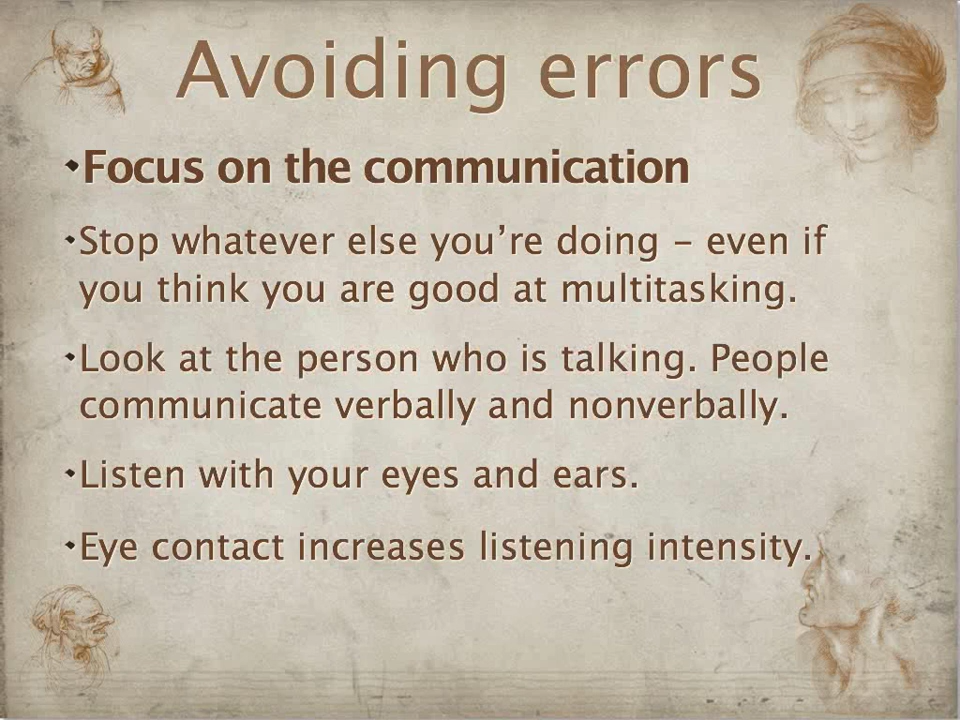 Avoiding errors
Focus on the communication
Stop whatever else you’re doing - even if
you think you are good at multitasking.
Look at the person who is talking. People
communicate verbally and nonverbally.
Listen with your eyes and ears.
Eye contact increases listening intensity.